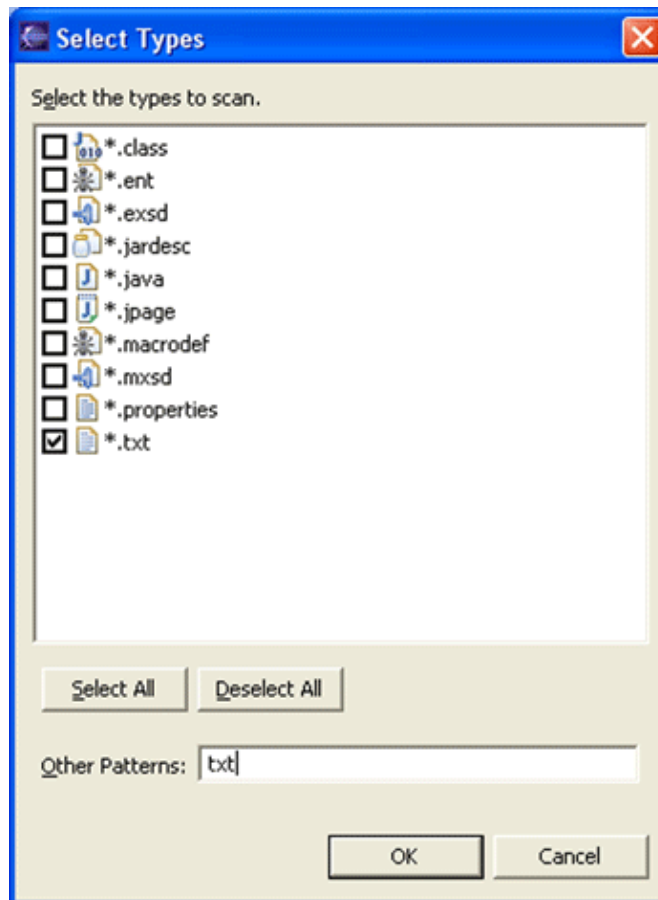 Select Types
Select the types to scan.
*.class
*.ent
*.exsd
*.jardesc
*.java
*.jpage
*.macrodef
*.mxsd
*.properties
*.txt
Select All Deselect All
Other Patterns: txt
OK Cancel